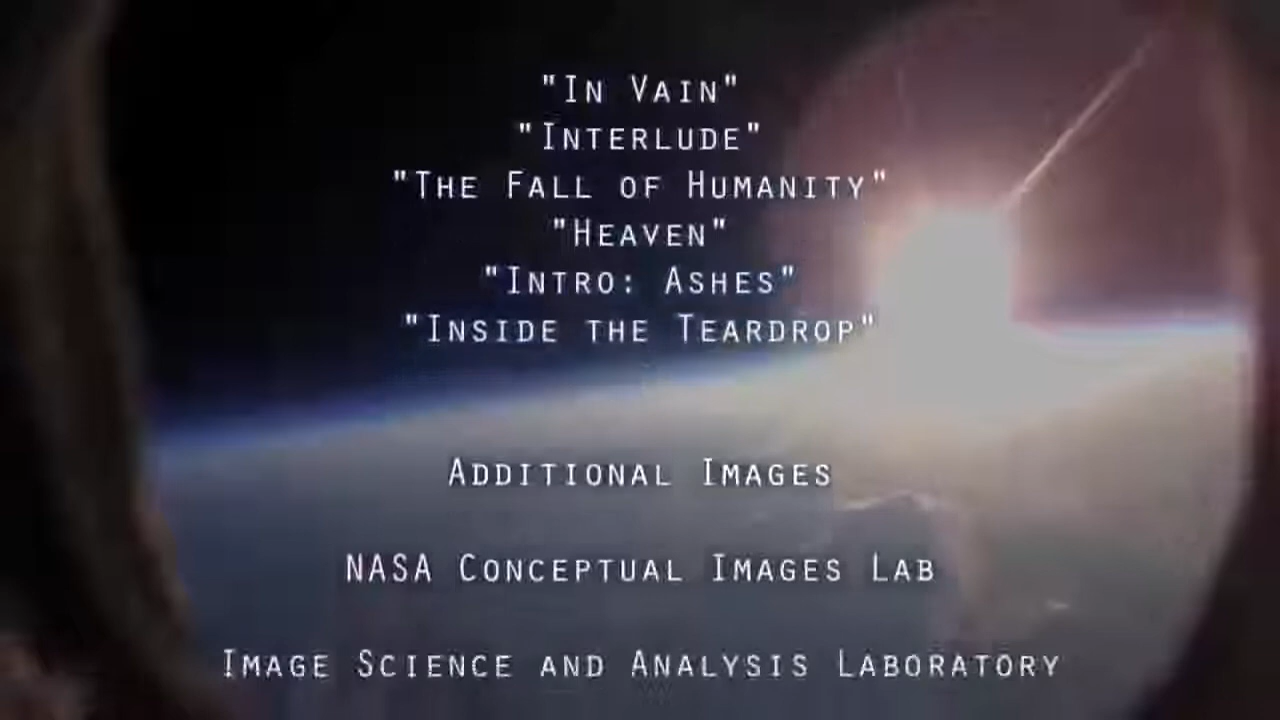 "In Vain"
"Interlude"
"The Fall of Humanity"
"Heaven"
"Intro: Ashes"
"Inside the Teardrop"
Additional Images
NASA Conceptual Images Lab
Image Science and Analysis Laboratory